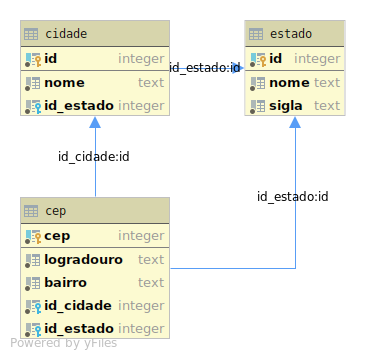 cidade
id integer
nome text
id_estado integer
estado
id integer
nome text
sigla text
id_estado:id
id_cidade:id
id_estado:id
cep
cep integer
logradouro text
bairro text
id_cidade integer
id_estado integer
Powered by yFiles